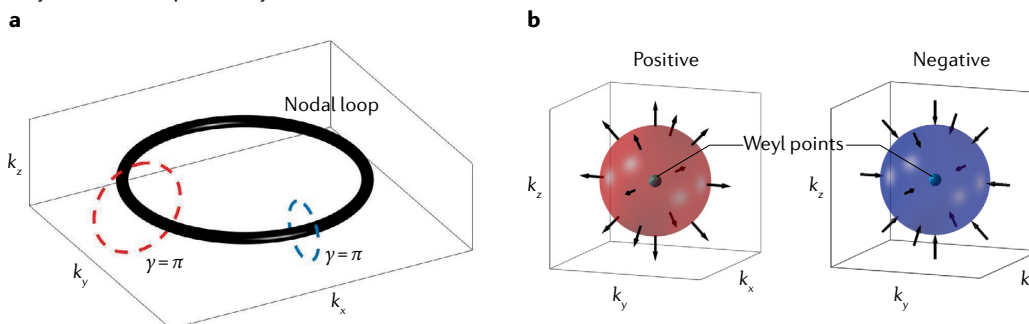 a
Nodal loop
k_z
γ = π
γ = π
k_y
k_x
b
Positive
Negative
Weyl points
k_z
k_z
k_x
k_y
k_y